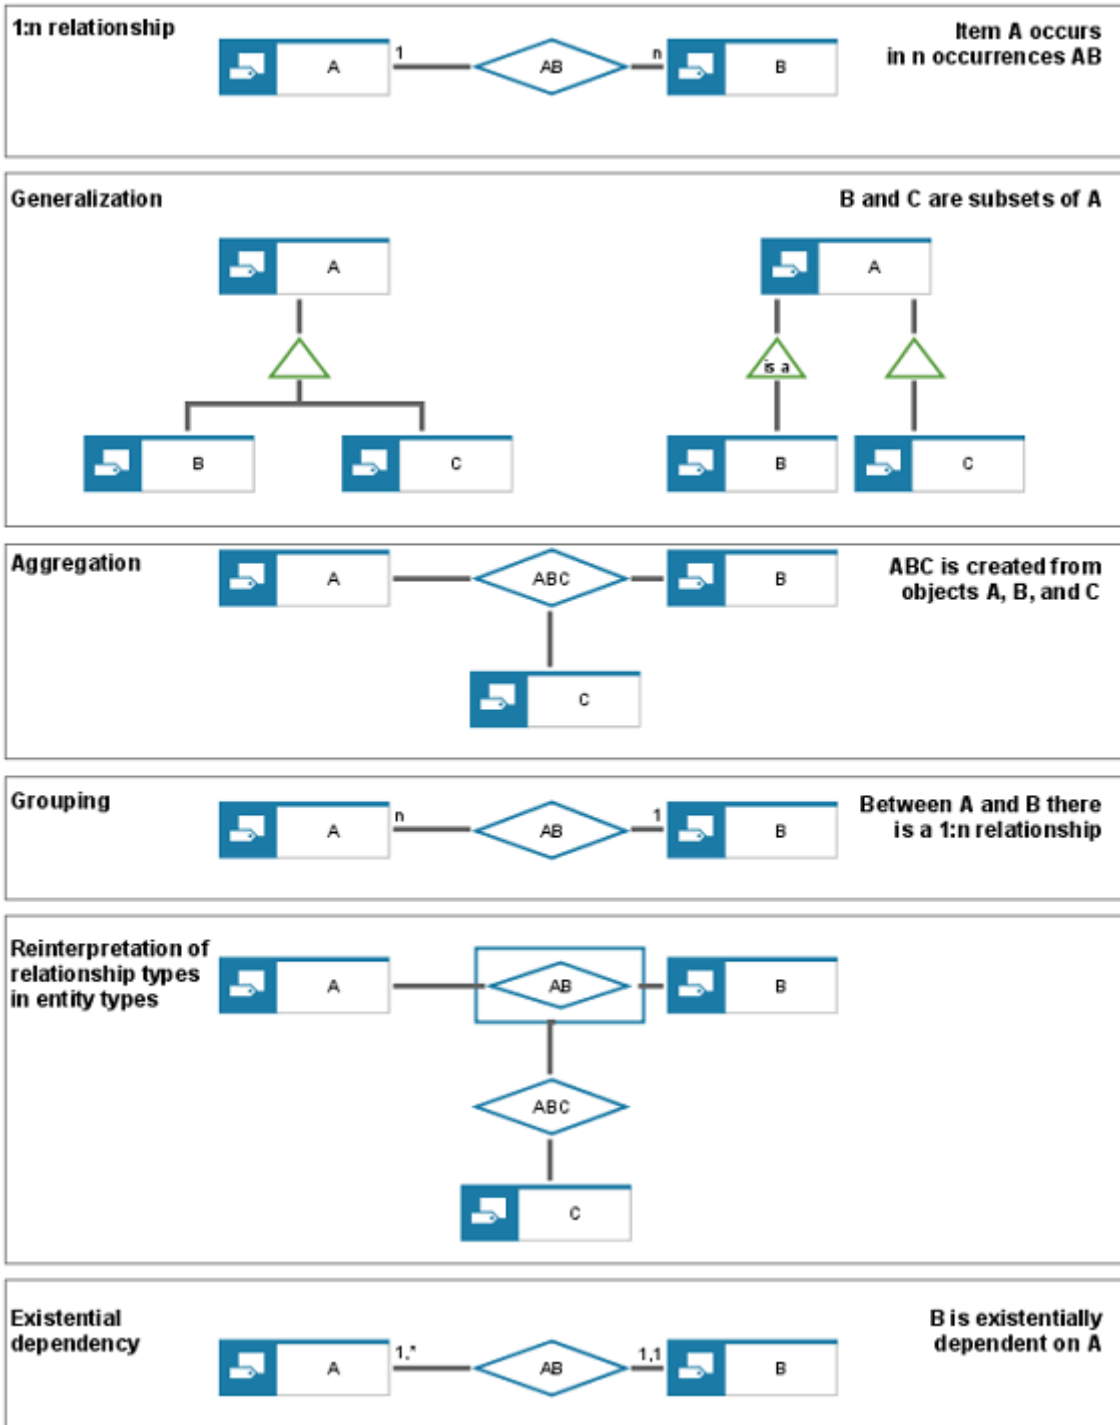 1:n relationship
Item A occurs
in n occurrences AB
A
1
AB
n
B
Generalization
B and C are subsets of A
A
A
is a
B
C
B
C
Aggregation
ABC is created from
objects A, B, and C
A
ABC
B
C
Grouping
Between A and B there
is a 1:n relationship
A
n
AB
1
B
Reinterpretation of
relationship types
in entity types
A
AB
B
ABC
C
Existential
dependency
B is existentially
dependent on A
A
1,*
AB
1,1
B